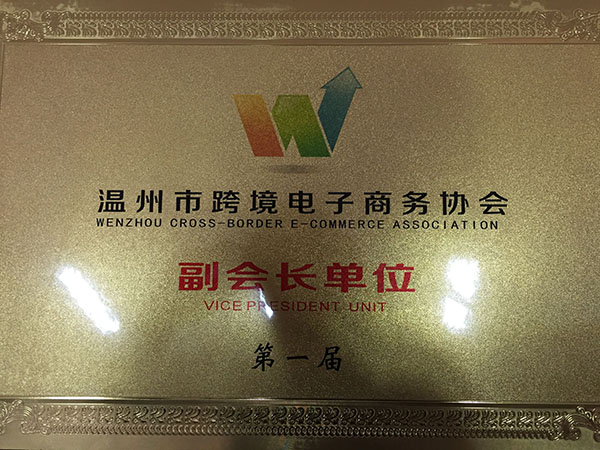 温州市跨境电子商务协会
WENZHOU CROSS-BORDER E-COMMERCE ASSOCIATION
副会长单位
VICE PRESIDENT UNIT
第一届